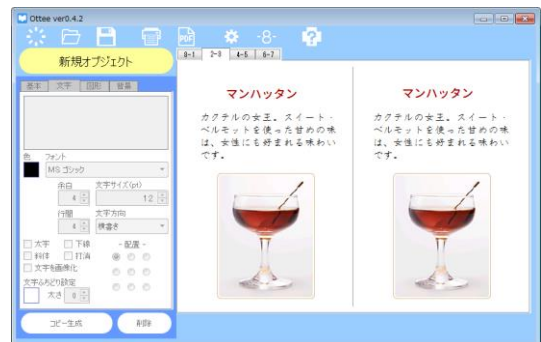 Ottee ver0.4.2
PDF
-8-
?
新規オブジェクト
8-1 2-3 4-5 6-7
基本 文字 図形 背景
色 フォント
MS ゴシック
余白 文字サイズ(pt)
4 12
行間 文字方向
4 横書き
太字 下線 - 配置 -
斜体 打消
文字を画像化
文字ふちどり設定
太さ 8
コピー生成 削除
マンハッタン
カクテルの女王。スイート・
ベルモットを使った甘めの味
は、女性にも好まれる味わい
です。
マンハッタン
カクテルの女王。スイート・
ベルモットを使った甘めの味
は、女性にも好まれる味わい
です。